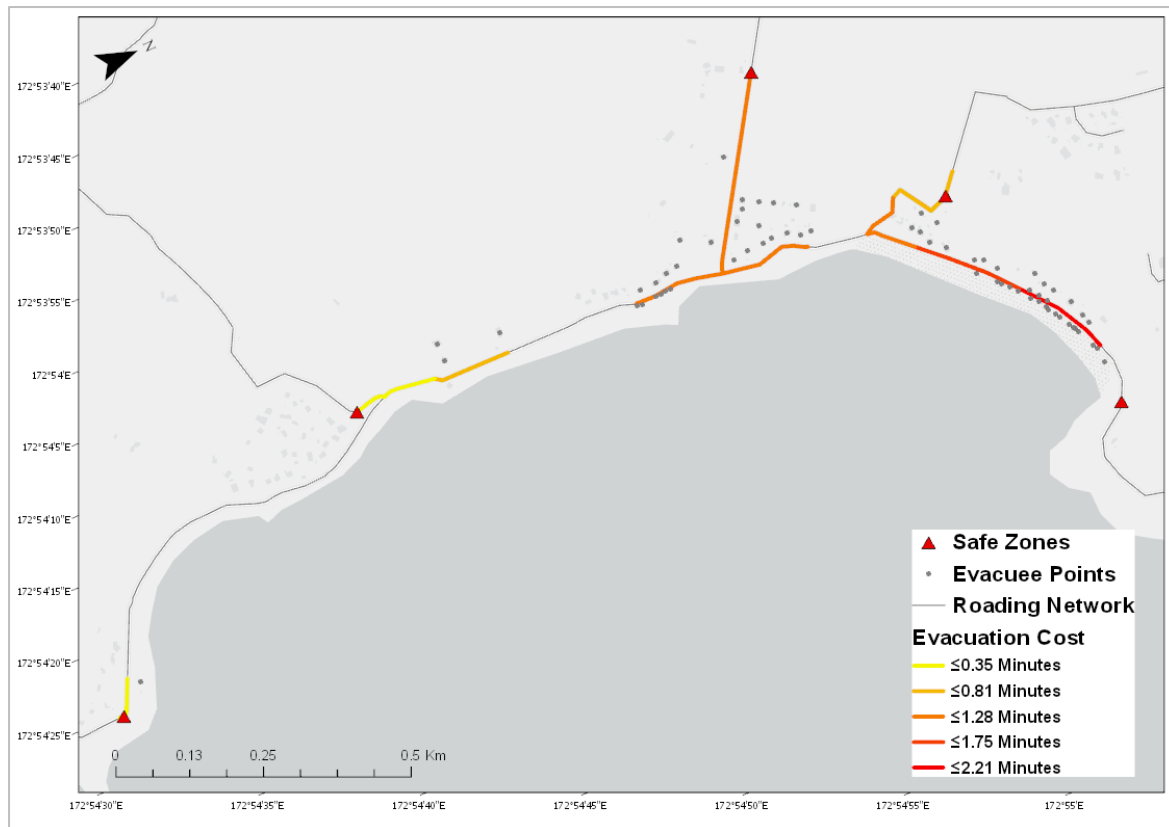 N
172°53'40"E
172°53'45"E
172°53'50"E
172°53'55"E
172°54'E
172°54'5"E
172°54'10"E
172°54'15"E
172°54'20"E
172°54'25"E
Safe Zones
Evacuee Points
Roading Network
Evacuation Cost
≤0.35 Minutes
≤0.81 Minutes
≤1.28 Minutes
≤1.75 Minutes
≤2.21 Minutes
0 0.13 0.25 0.5 Km
172°54'30"E 172°54'35"E 172°54'40"E 172°54'45"E 172°54'50"E 172°54'55"E 172°55'E